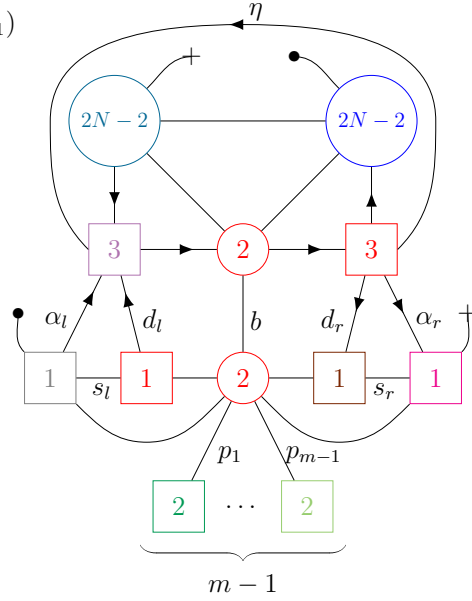 ₁)
η
+
2N − 2 2N − 2
3 2 3
α_l d_l b d_r α_r +
1 s_l 1 2 1 s_r 1
p_1 p_{m−1}
2 ⋯ 2
m − 1